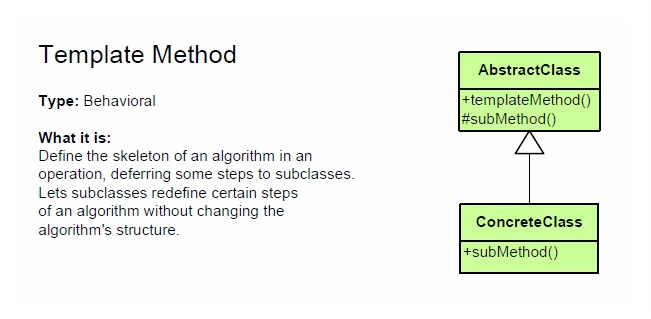 Template Method
Type: Behavioral
What it is:
Define the skeleton of an algorithm in an
operation, deferring some steps to subclasses.
Lets subclasses redefine certain steps
of an algorithm without changing the
algorithm's structure.
AbstractClass
+templateMethod()
#subMethod()
ConcreteClass
+subMethod()